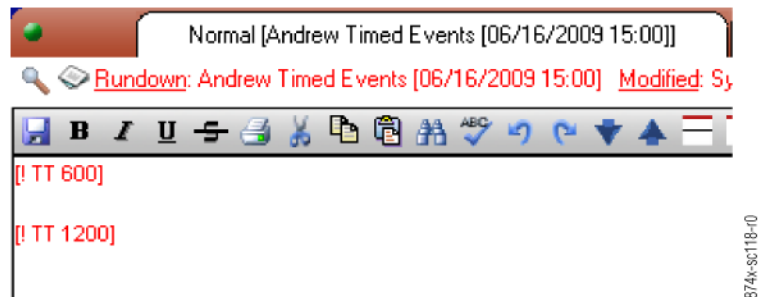 Normal [Andrew Timed Events [06/16/2009 15:00]]
Rundown: Andrew Timed Events [06/16/2009 15:00] Modified: Sy
B I U S ABC
[! TT 600]
[! TT 1200]
874x-sc118-r0